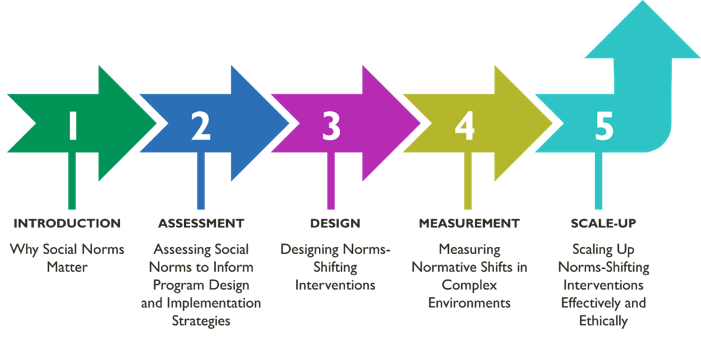 1
2
3
4
5
INTRODUCTION
Why Social Norms
Matter
ASSESSMENT
Assessing Social
Norms to Inform
Program Design
and Implementation
Strategies
DESIGN
Designing Norms-
Shifting
Interventions
MEASUREMENT
Measuring
Normative Shifts in
Complex
Environments
SCALE-UP
Scaling Up
Norms-Shifting
Interventions
Effectively and
Ethically